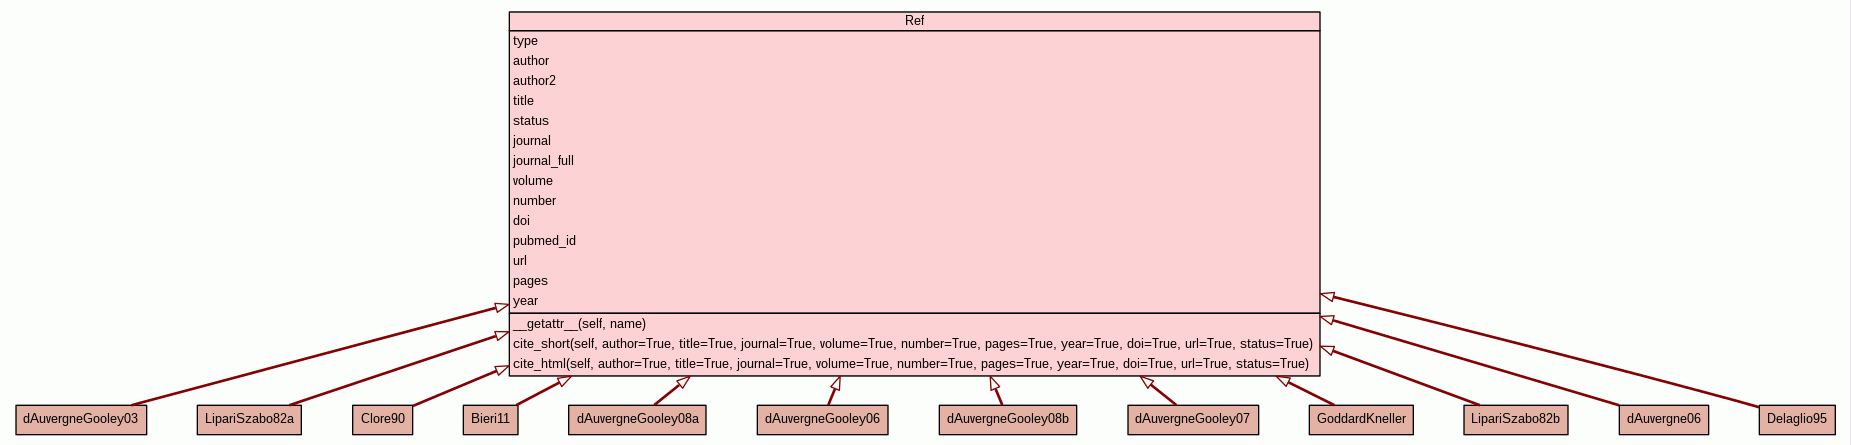 Ref
type
author
author2
title
status
journal
journal_full
volume
number
doi
pubmed_id
url
pages
year
__getattr__(self, name)
cite_short(self, author=True, title=True, journal=True, volume=True, number=True, pages=True, year=True, doi=True, url=True, status=True)
cite_html(self, author=True, title=True, journal=True, volume=True, number=True, pages=True, year=True, doi=True, url=True, status=True)
dAuvergneGooley03
LipariSzabo82a
Clore90
Bieri11
dAuvergneGooley08a
dAuvergneGooley06
dAuvergneGooley08b
dAuvergneGooley07
GoddardKneller
LipariSzabo82b
dAuvergne06
Delaglio95